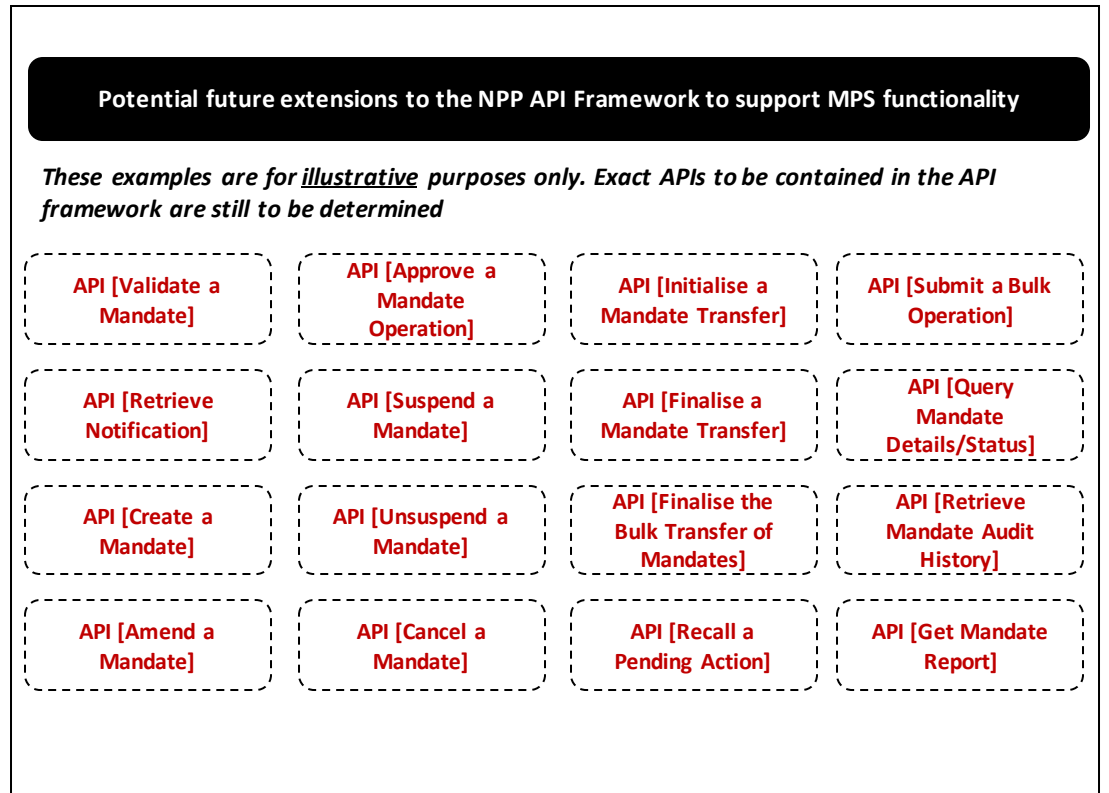 Potential future extensions to the NPP API Framework to support MPS functionality
These examples are for illustrative purposes only. Exact APIs to be contained in the API
framework are still to be determined
API [Validate a
Mandate]
API [Approve a
Mandate
Operation]
API [Initialise a
Mandate Transfer]
API [Submit a Bulk
Operation]
API [Retrieve
Notification]
API [Suspend a
Mandate]
API [Finalise a
Mandate Transfer]
API [Query
Mandate
Details/Status]
API [Create a
Mandate]
API [Unsuspend a
Mandate]
API [Finalise the
Bulk Transfer of
Mandates]
API [Retrieve
Mandate Audit
History]
API [Amend a
Mandate]
API [Cancel a
Mandate]
API [Recall a
Pending Action]
API [Get Mandate
Report]